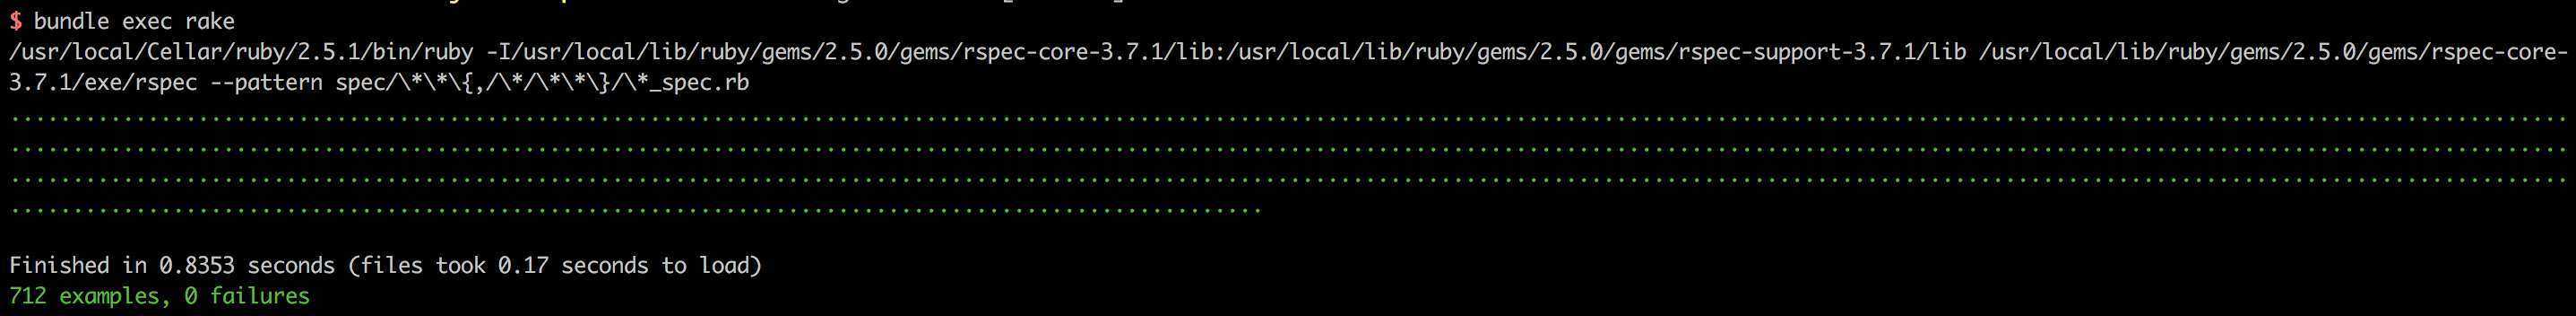 $ bundle exec rake
/usr/local/Cellar/ruby/2.5.1/bin/ruby -I/usr/local/lib/ruby/gems/2.5.0/gems/rspec-core-3.7.1/lib:/usr/local/lib/ruby/gems/2.5.0/gems/rspec-support-3.7.1/lib /usr/local/lib/ruby/gems/2.5.0/gems/rspec-core-
3.7.1/exe/rspec --pattern spec/\*\*\{,/\*/\*\*\}/\*_spec.rb
............................................................................................................................................................................................................
............................................................................................................................................................................................................
............................................................................................................................................................................................................
....................................................................................................
Finished in 0.8353 seconds (files took 0.17 seconds to load)
712 examples, 0 failures